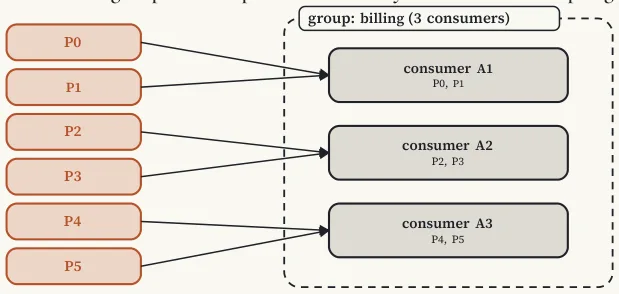 group: billing (3 consumers)
P0
P1
P2
P3
P4
P5
consumer A1
P0, P1
consumer A2
P2, P3
consumer A3
P4, P5